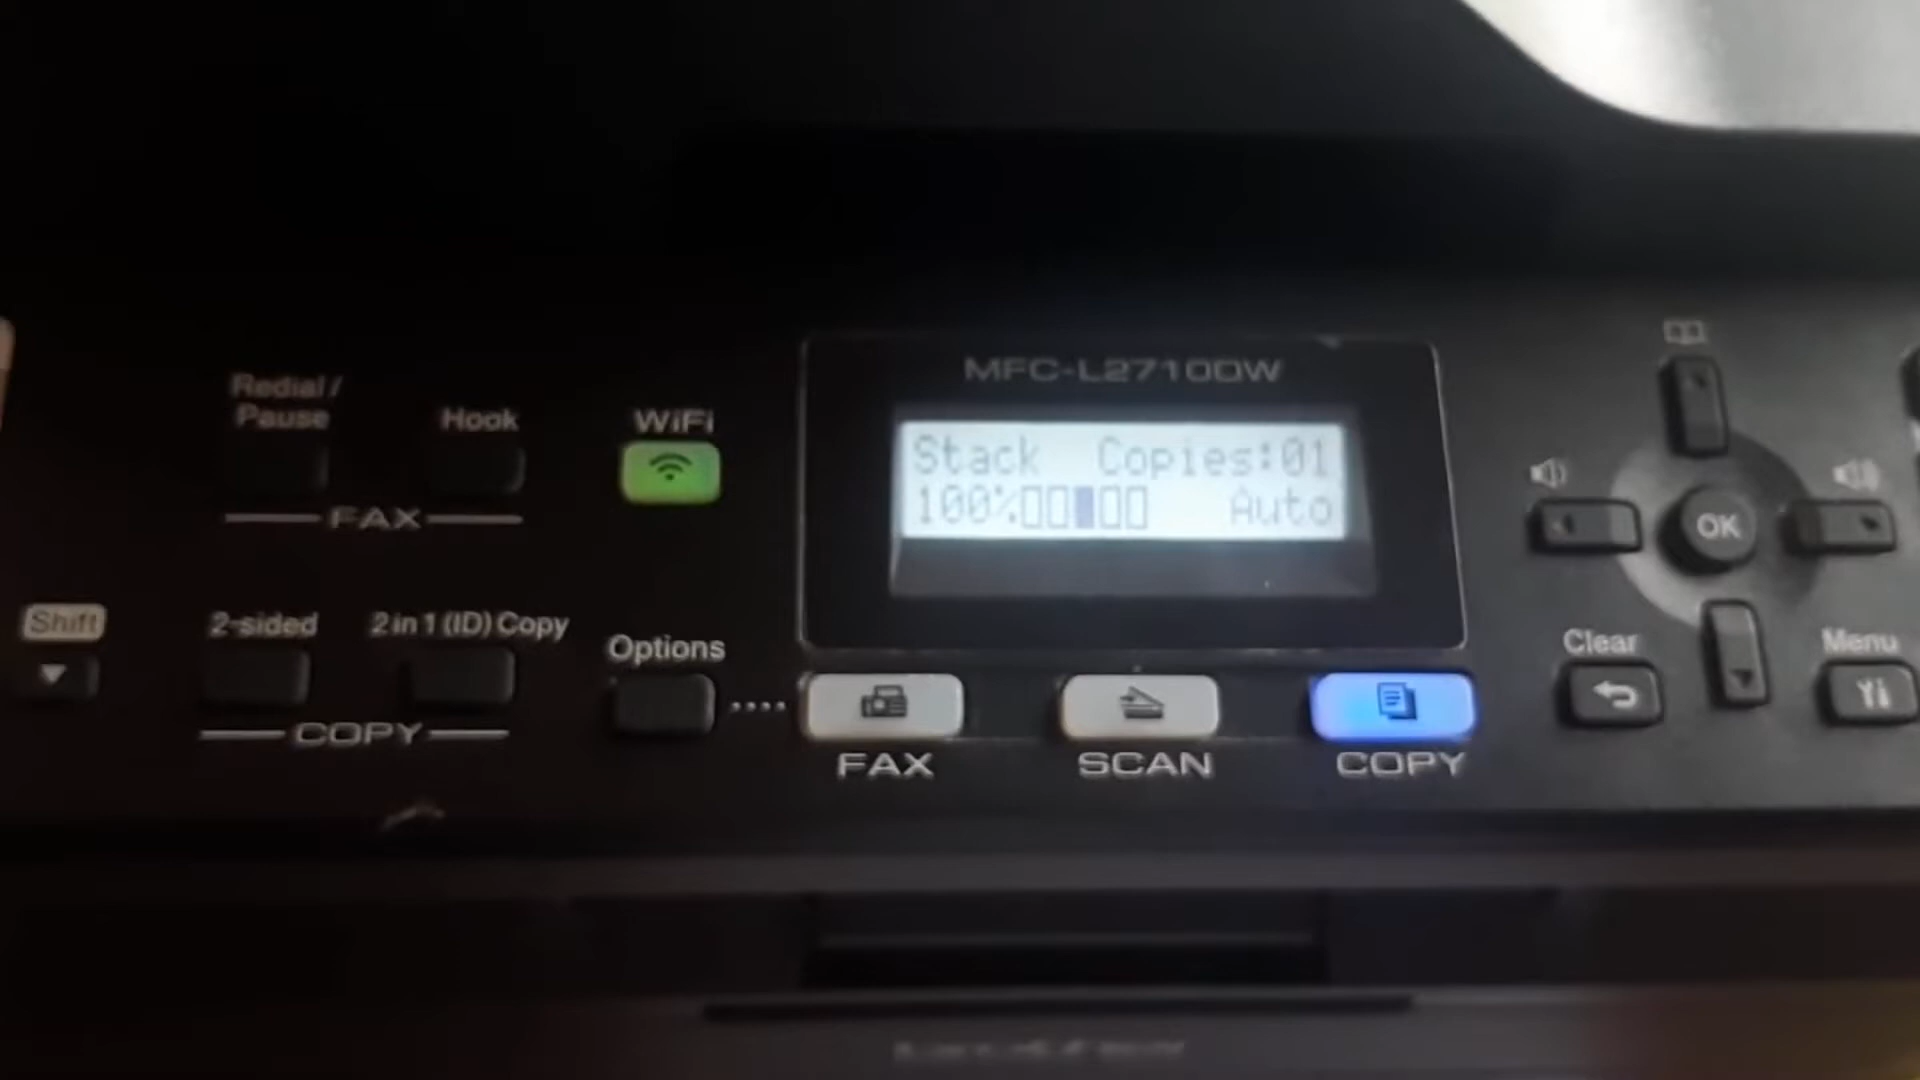 MFC-L2710DW
Stack Copies:01
100% Auto
Redial /
Pause
Hook
WiFi
FAX
OK
Shift
2-sided
2 in 1 (ID) Copy
Options
Clear
Menu
COPY
FAX
SCAN
COPY